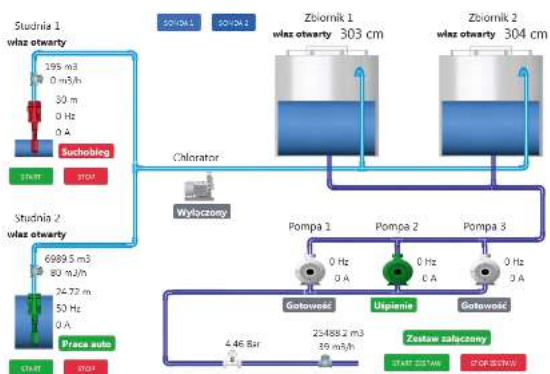 Studnia 1
właz otwarty
195 m3
0 m3/h
30 m
0 Hz
0 A
Suchobieg
START
STOP
Studnia 2
właz otwarty
6989.5 m3
80 m3/h
24.72 m
50 Hz
0 A
Praca auto
START
STOP
SONDA 1
SONDA 2
Chlorator
Wyłączony
Zbiornik 1
właz otwarty 303 cm
Zbiornik 2
właz otwarty 304 cm
Pompa 1
0 Hz
0 A
Gotowość
Pompa 2
0 Hz
0 A
Uśpienie
Pompa 3
0 Hz
0 A
Gotowość
4.46 Bar
25488.2 m3
39 m3/h
Zestaw załączony
START ZESTAW
STOP ZESTAW